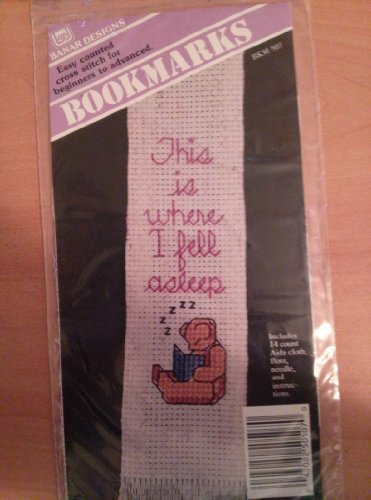 BANAR DESIGNS
Easy counted
cross stitch for
beginners to advanced.
BOOKMARKS
This
is
where
I fell
asleep
z z z z z
Includes
14 count
Aida cloth,
floss,
needle,
and
instruc-
tions.